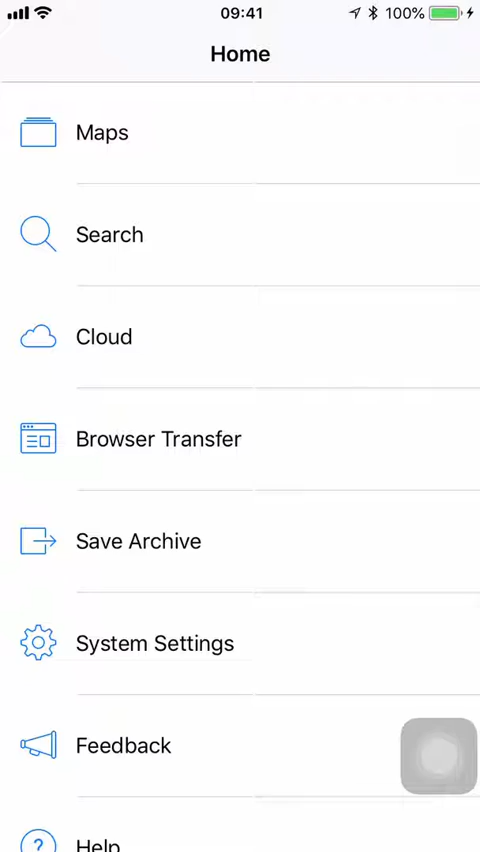 09:41
100%
Home
Maps
Search
Cloud
Browser Transfer
Save Archive
System Settings
Feedback
?
Help